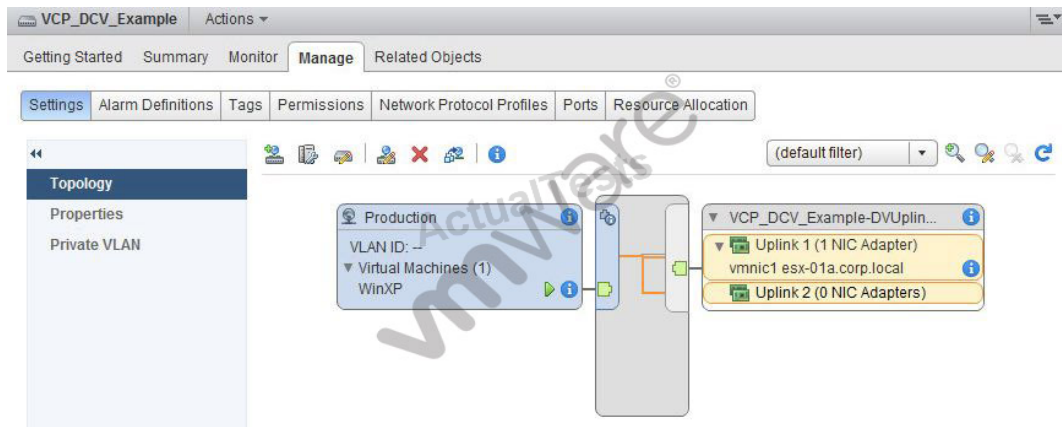 VCP_DCV_Example Actions
Getting Started Summary Monitor Manage Related Objects
Settings Alarm Definitions Tags Permissions Network Protocol Profiles Ports Resource Allocation
(default filter)
Topology
Properties
Private VLAN
Production
VLAN ID: --
Virtual Machines (1)
WinXP
VCP_DCV_Example-DVUplin...
Uplink 1 (1 NIC Adapter)
vmnic1 esx-01a.corp.local
Uplink 2 (0 NIC Adapters)
ActualTests
vmware®